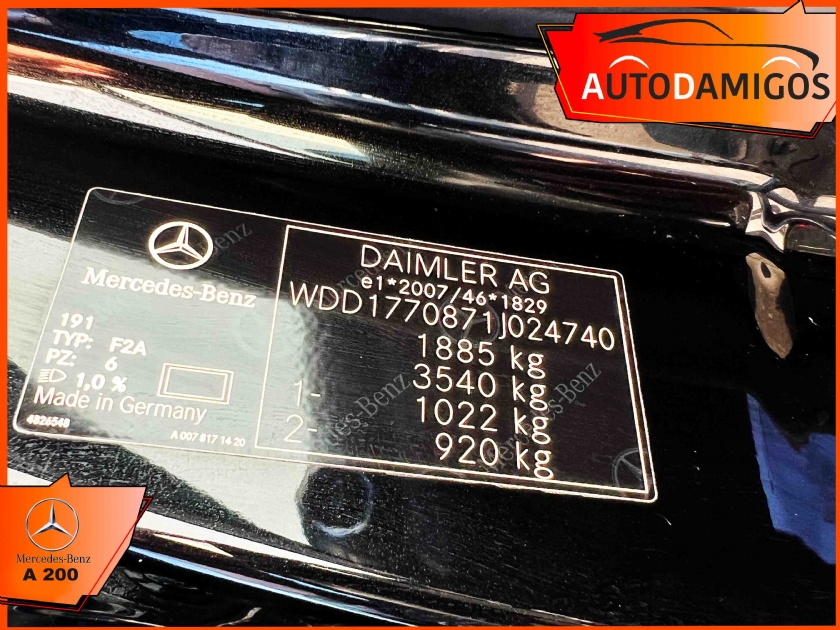 AUTODAMIGOS
Mercedes-Benz
191
TYP: F2A
PZ: 6
1,0 %
Made in Germany
4826548
A 007 817 14 20
DAIMLER AG
e1*2007/46*1829
WDD1770871J024740
1885 kg
3540 kg
1- 1022 kg
2- 920 kg
Mercedes-Benz
A 200